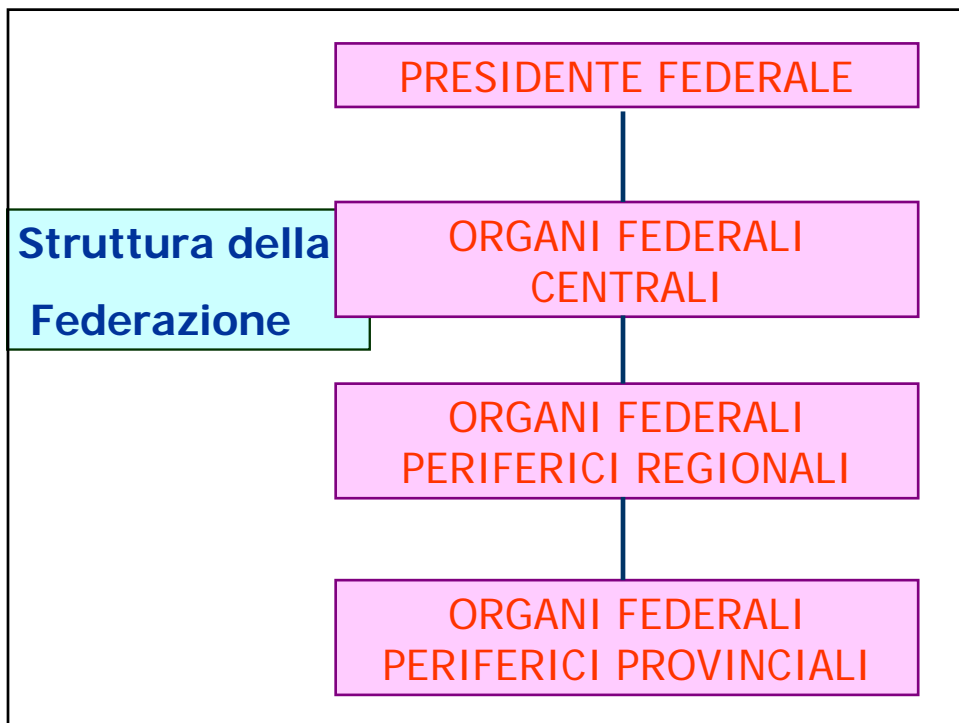 PRESIDENTE FEDERALE
Struttura della
Federazione
ORGANI FEDERALI
CENTRALI
ORGANI FEDERALI
PERIFERICI REGIONALI
ORGANI FEDERALI
PERIFERICI PROVINCIALI